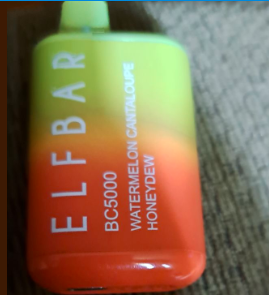 ELFBAR
BC5000
WATERMELON CANTALOUPE
HONEYDEW